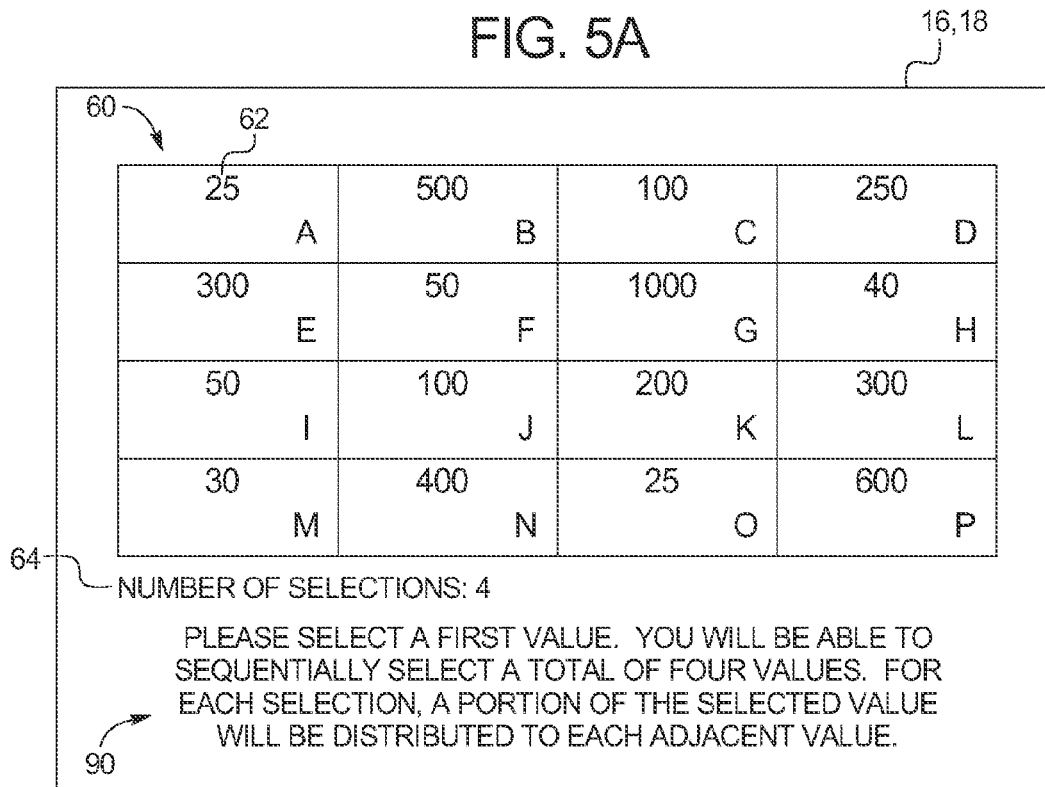 FIG. 5A
16,18
60
62
25 500 100 250
A B C D
300 50 1000 40
E F G H
50 100 200 300
I J K L
30 400 25 600
M N O P
64
NUMBER OF SELECTIONS: 4
PLEASE SELECT A FIRST VALUE. YOU WILL BE ABLE TO
SEQUENTIALLY SELECT A TOTAL OF FOUR VALUES. FOR
EACH SELECTION, A PORTION OF THE SELECTED VALUE
WILL BE DISTRIBUTED TO EACH ADJACENT VALUE.
90